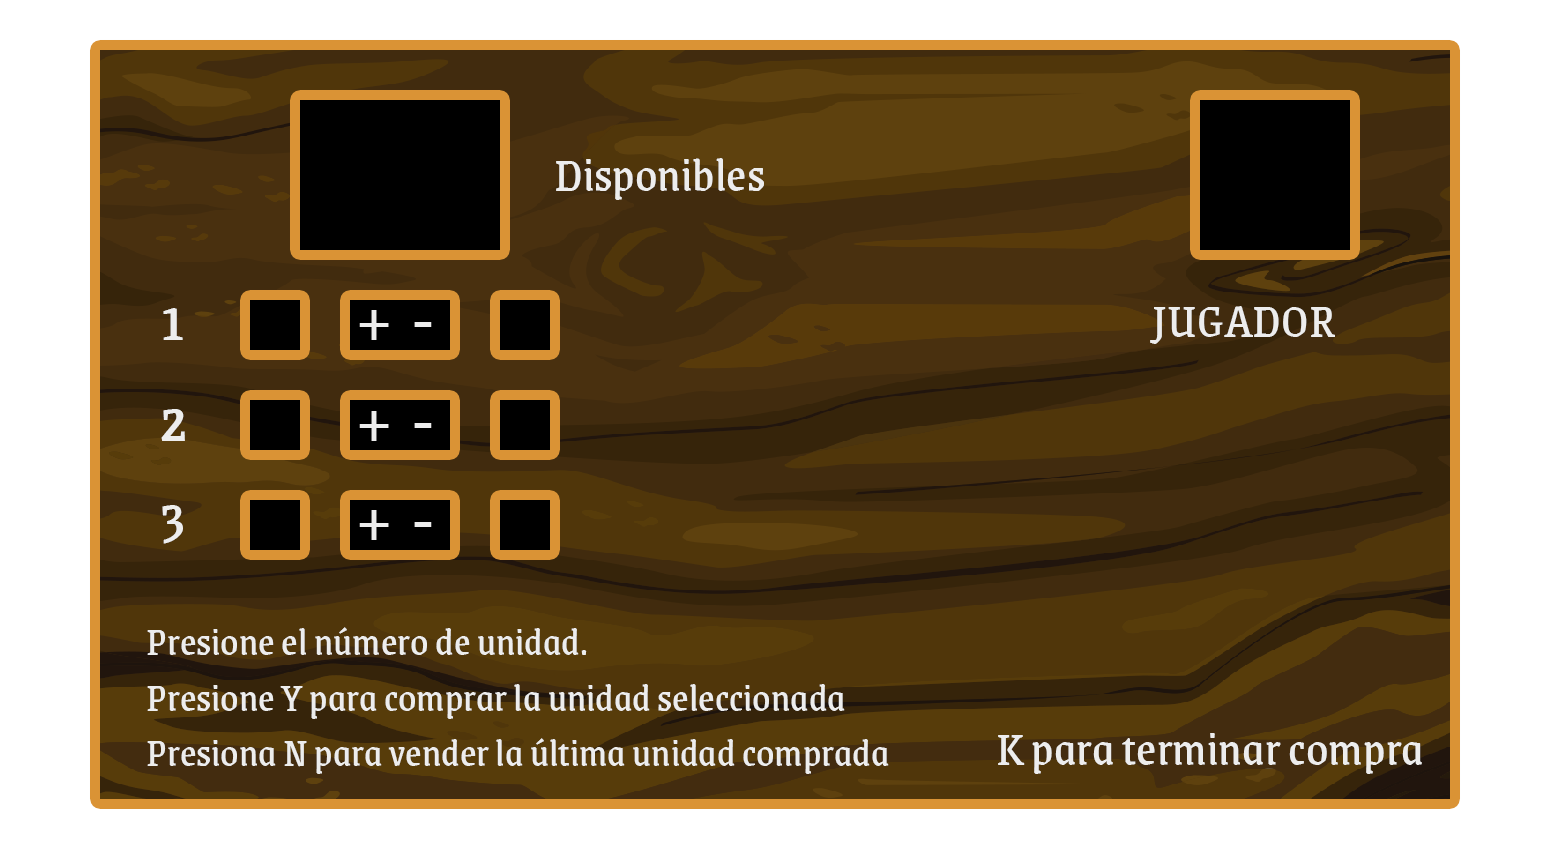 Disponibles
1 + -
JUGADOR
2 + -
3 + -
Presione el número de unidad.
Presione Y para comprar la unidad seleccionada
Presiona N para vender la última unidad comprada
K para terminar compra